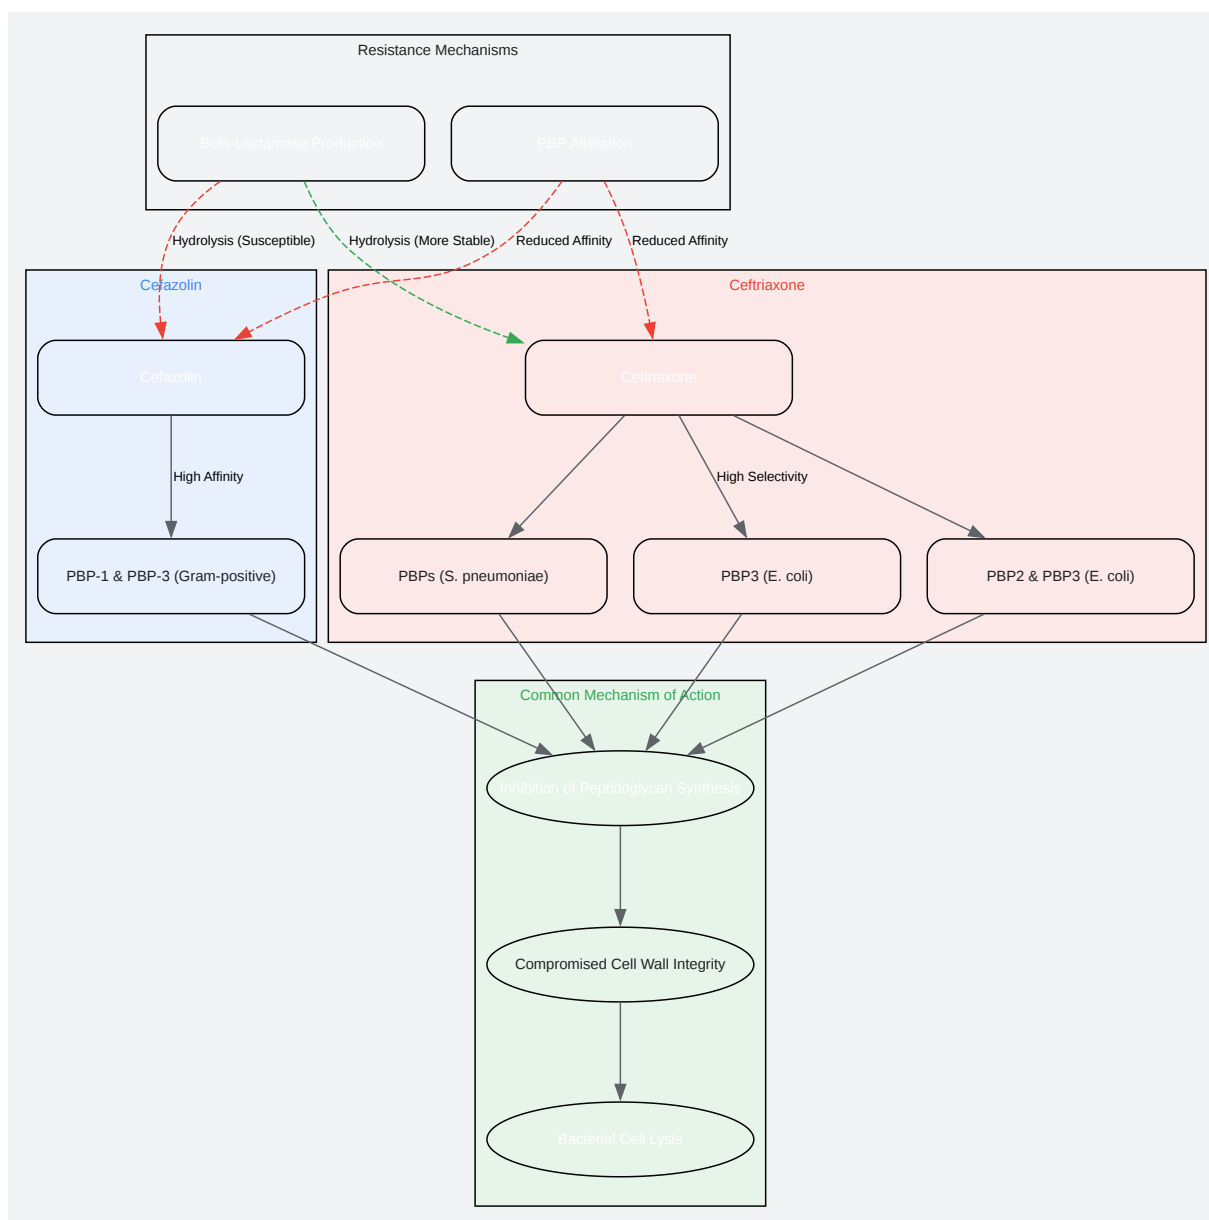 Resistance Mechanisms
Beta-Lactamase Production
PBP Alteration
Hydrolysis (Susceptible)
Hydrolysis (More Stable)
Reduced Affinity
Reduced Affinity
Cefazolin
Ceftriaxone
Cefazolin
Ceftriaxone
High Affinity
High Selectivity
PBP-1 & PBP-3 (Gram-positive)
PBPs (S. pneumoniae)
PBP3 (E. coli)
PBP2 & PBP3 (E. coli)
Common Mechanism of Action
Inhibition of Peptidoglycan Synthesis
Compromised Cell Wall Integrity
Bacterial Cell Lysis